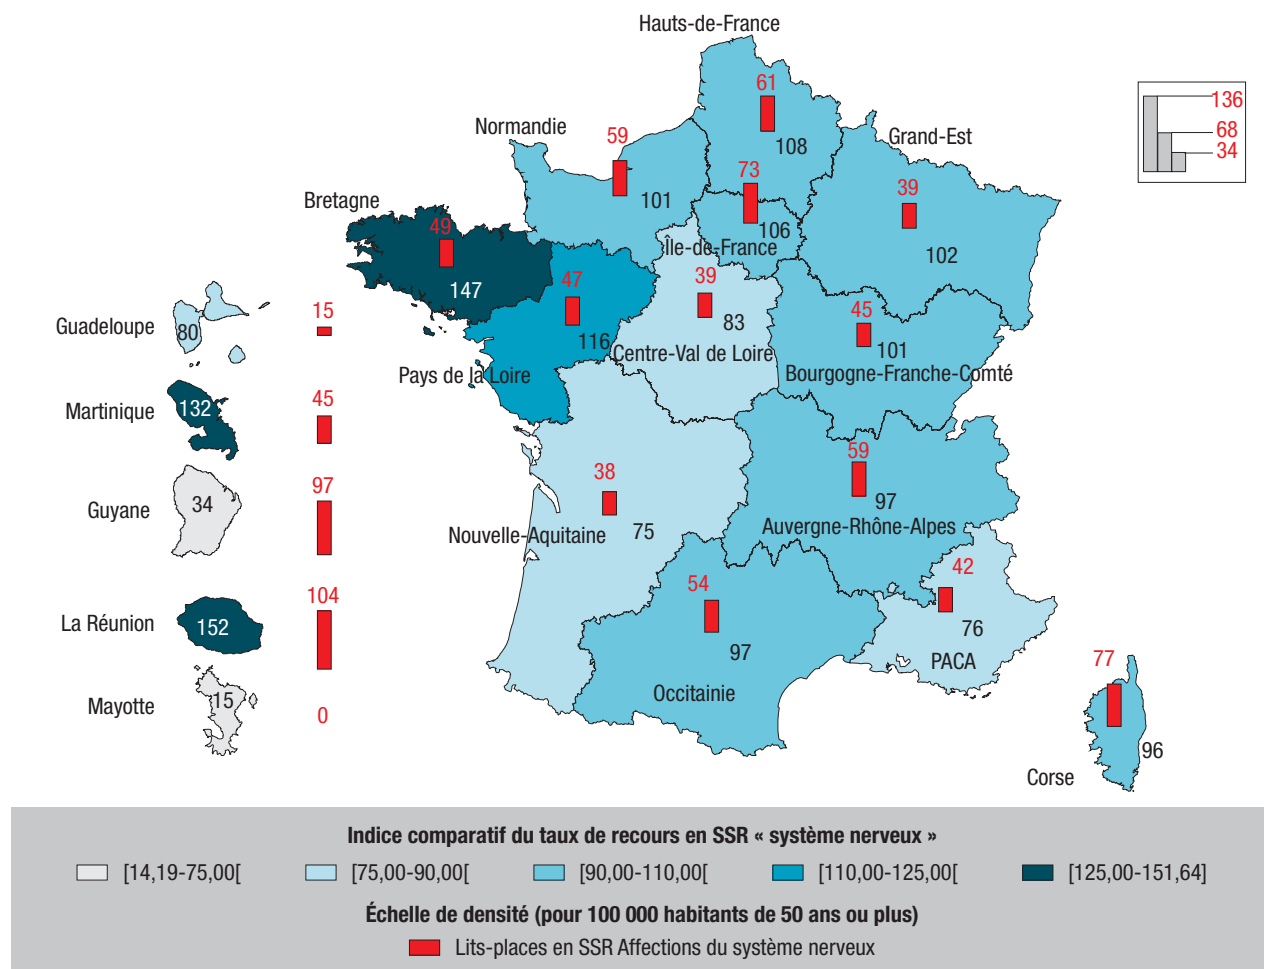 Hauts-de-France
61
108
136
68
34
Normandie
59
101
Grand-Est
39
102
73
106
Île-de-France
Bretagne
49
147
47
116
Pays de la Loire
39
83
Centre-Val de Loire
45
101
Bourgogne-Franche-Comté
Guadeloupe
80
15
Martinique
132
45
Guyane
34
97
La Réunion
152
104
Mayotte
15
0
38
75
Nouvelle-Aquitaine
59
97
Auvergne-Rhône-Alpes
54
97
Occitainie
42
76
PACA
77
96
Corse
Indice comparatif du taux de recours en SSR « système nerveux »
[14,19-75,00[ [75,00-90,00[ [90,00-110,00[ [110,00-125,00[ [125,00-151,64]
Échelle de densité (pour 100 000 habitants de 50 ans ou plus)
Lits-places en SSR Affections du système nerveux